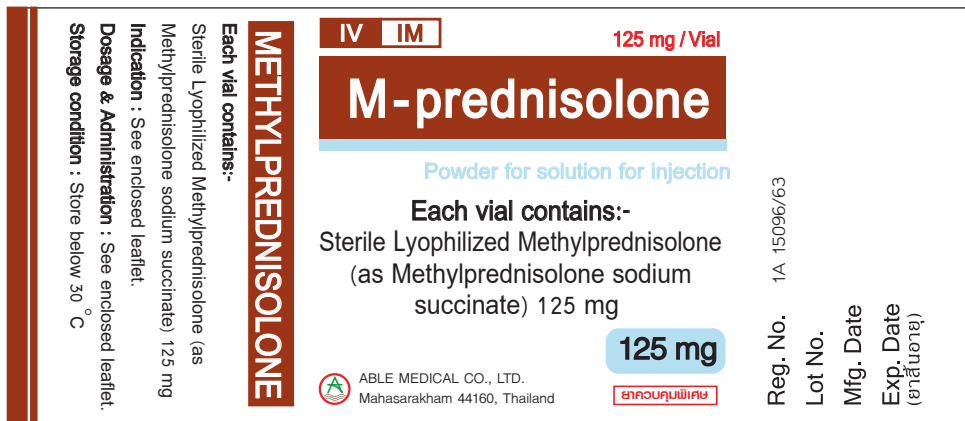 Each vial contains:-
Sterile Lyophilized Methylprednisolone (as
Methylprednisolone sodium succinate) 125 mg
Indication : See enclosed leaflet.
Dosage & Administration : See enclosed leaflet.
Storage condition : Store below 30 °C
METHYLPREDNISOLONE
IV IM
125 mg / Vial
M-prednisolone
Powder for solution for injection
Each vial contains:-
Sterile Lyophilized Methylprednisolone
(as Methylprednisolone sodium
succinate) 125 mg
125 mg
ABLE MEDICAL CO., LTD.
Mahasarakham 44160, Thailand
ยาควบคุมพิเศษ
Reg. No. 1A 15096/63
Lot No.
Mfg. Date
Exp. Date
(ยาสิ้นอายุ)